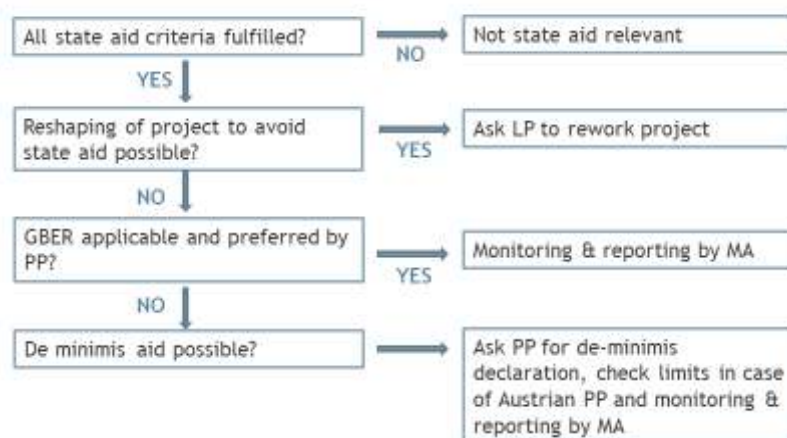 All state aid criteria fulfilled?
NO
Not state aid relevant
YES
Reshaping of project to avoid
state aid possible?
YES
Ask LP to rework project
NO
GBER applicable and preferred by
PP?
YES
Monitoring & reporting by MA
NO
De minimis aid possible?
Ask PP for de-minimis
declaration, check limits in case
of Austrian PP and monitoring &
reporting by MA